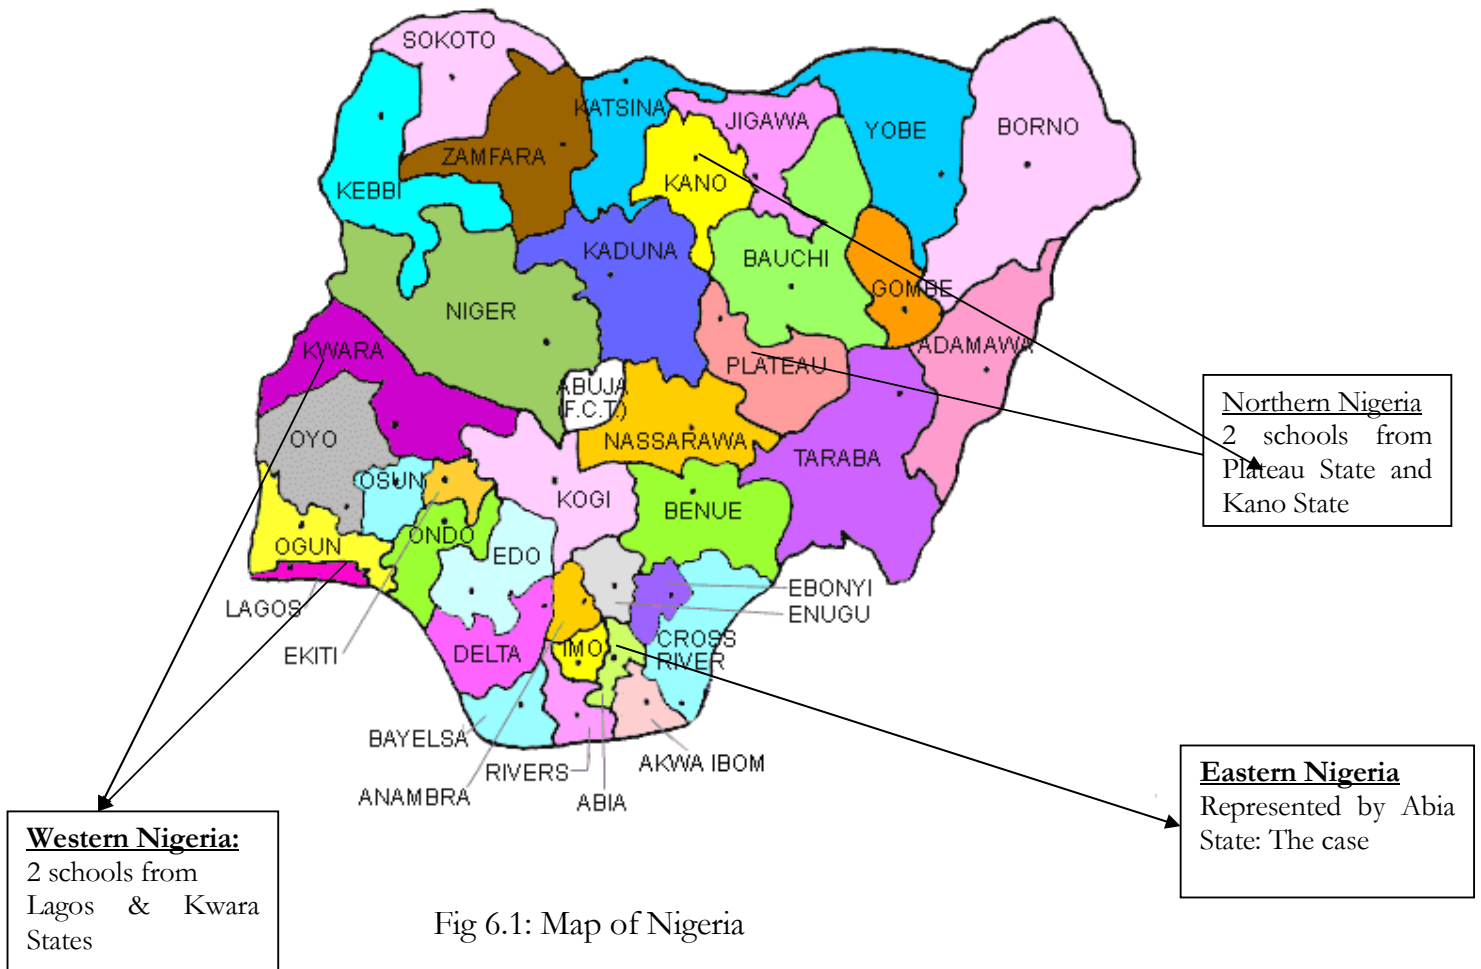 SOKOTO
KATSINA
JIGAWA
YOBE
BORNO
ZAMFARA
KEBBI
KANO
KADUNA
BAUCHI
GOMBE
NIGER
ADAMAWA
KWARA
PLATEAU
ABUJA
(F.C.T.)
OYO
NASSARAWA
TARABA
OSUN
KOGI
BENUE
ONDO
OGUN
EDO
LAGOS
EBONYI
ENUGU
EKITI
DELTA
IMO
CROSS
RIVER
BAYELSA
RIVERS
AKWA IBOM
ANAMBRA
ABIA
Northern Nigeria
2 schools from
Plateau State and
Kano State
Eastern Nigeria
Represented by Abia
State: The case
Western Nigeria:
2 schools from
Lagos & Kwara
States
Fig 6.1: Map of Nigeria